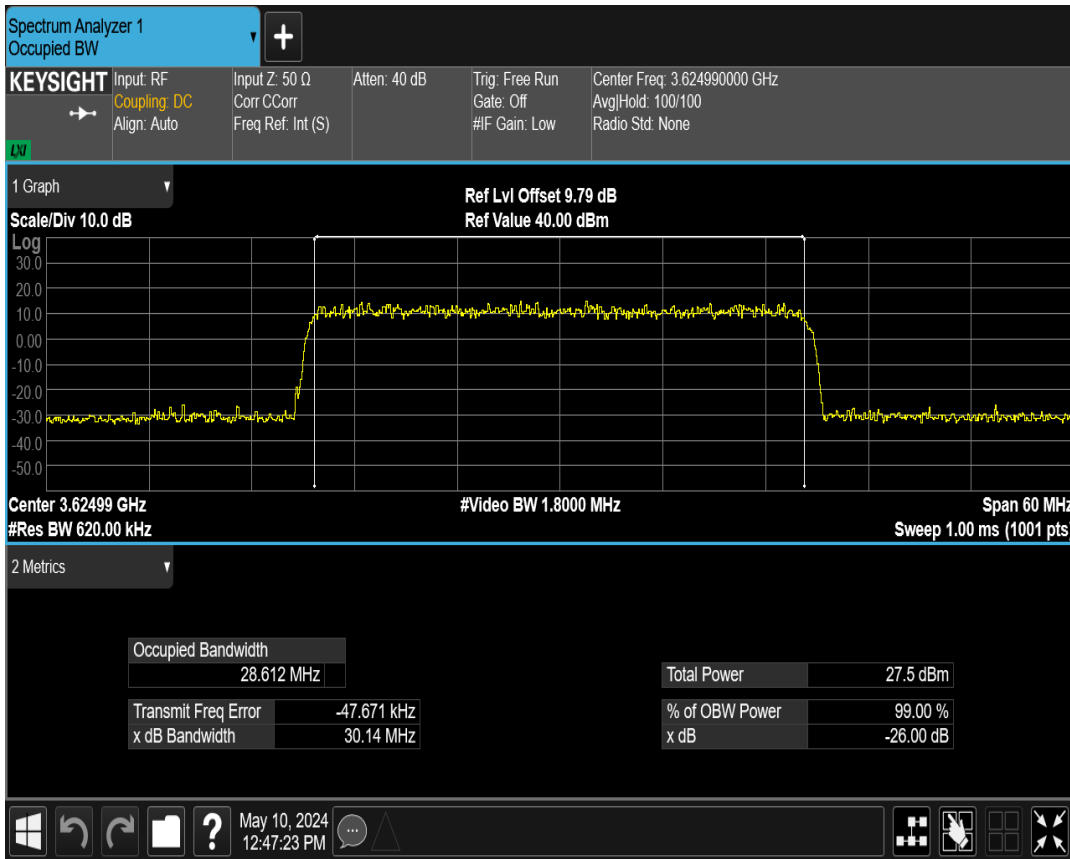 Spectrum Analyzer 1
Occupied BW
KEYSIGHT
LXI
Input: RF
Coupling: DC
Align: Auto
Input Z: 50 Ω
Corr CCorr
Freq Ref: Int (S)
Atten: 40 dB
Trig: Free Run
Gate: Off
#IF Gain: Low
Center Freq: 3.624990000 GHz
Avg|Hold: 100/100
Radio Std: None
1 Graph
Scale/Div 10.0 dB
Ref Lvl Offset 9.79 dB
Ref Value 40.00 dBm
Log
30.0
20.0
10.0
0.00
-10.0
-20.0
-30.0
-40.0
-50.0
Center 3.62499 GHz
#Res BW 620.00 kHz
#Video BW 1.8000 MHz
Span 60 MHz
Sweep 1.00 ms (1001 pts)
2 Metrics
Occupied Bandwidth
28.612 MHz
Transmit Freq Error -47.671 kHz
x dB Bandwidth 30.14 MHz
Total Power 27.5 dBm
% of OBW Power 99.00 %
x dB -26.00 dB
?
May 10, 2024
12:47:23 PM